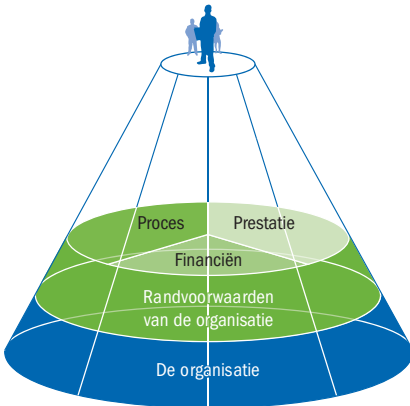 Proces
Prestatie
Financiën
Randvoorwaarden
van de organisatie
De organisatie